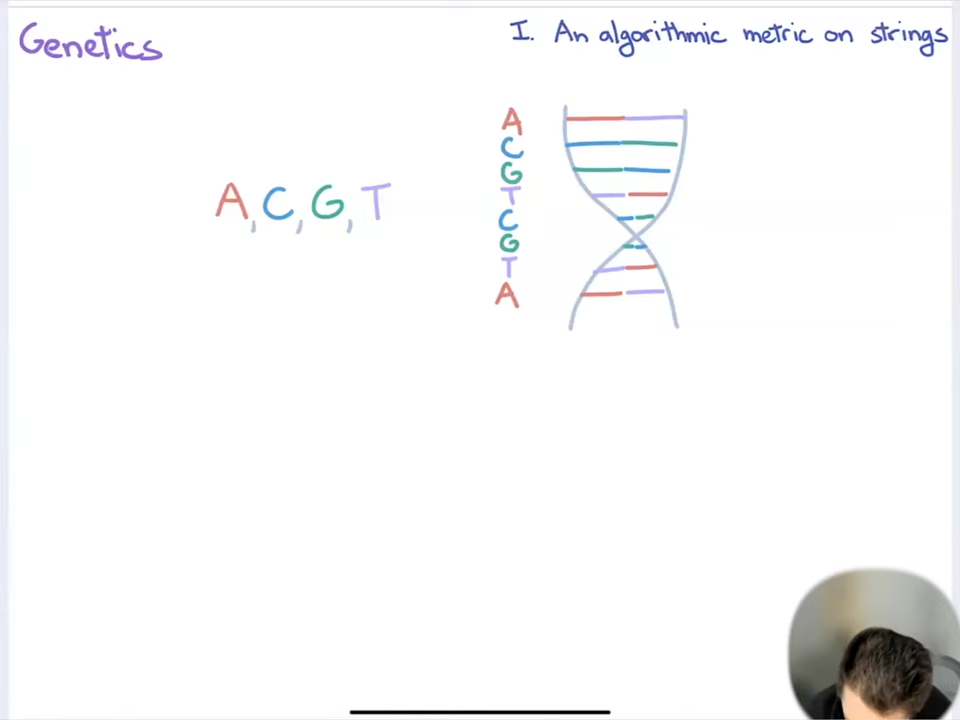 Genetics
I. An algorithmic metric on strings
A, C, G, T
A
C
G
T
C
G
T
A